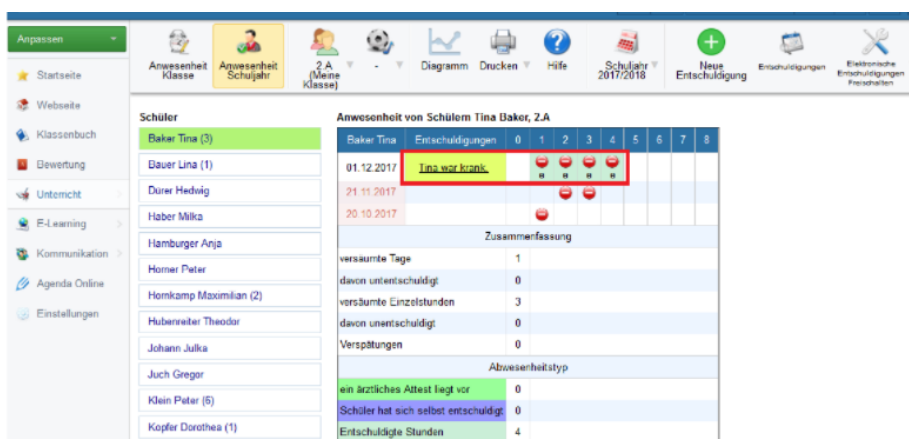 Anpassen
Anwesenheit Klasse
Anwesenheit Schuljahr
2.A (Meine Klasse)
-
Diagramm
Drucken
Hilfe
Schuljahr 2017/2018
Neue Entschuldigung
Entschuldigungen
Elektronische Entschuldigungen Freischalten
Startseite
Webseite
Klassenbuch
Bewertung
Unterricht
E-Learning
Kommunikation
Agenda Online
Einstellungen
Schüler
Baker Tina (3)
Bauer Lina (1)
Dürer Hedwig
Haber Milka
Hamburger Anja
Horner Peter
Hornkamp Maximilian (2)
Hubenreiter Theodor
Johann Julka
Juch Gregor
Klein Peter (6)
Kopfer Dorothea (1)
Anwesenheit von Schülern Tina Baker, 2.A
Baker Tina Entschuldigungen 0 1 2 3 4 5 6 7 8
01.12.2017 Tina war krank.
21.11.2017
20.10.2017
Zusammenfassung
versäumte Tage 1
davon untentschuldigt 0
versäumte Einzelstunden 3
davon unentschuldigt 0
Verspätungen 0
Abwesenheitstyp
ein ärztliches Attest liegt vor 0
Schüler hat sich selbst entschuldigt 0
Entschuldigte Stunden 4